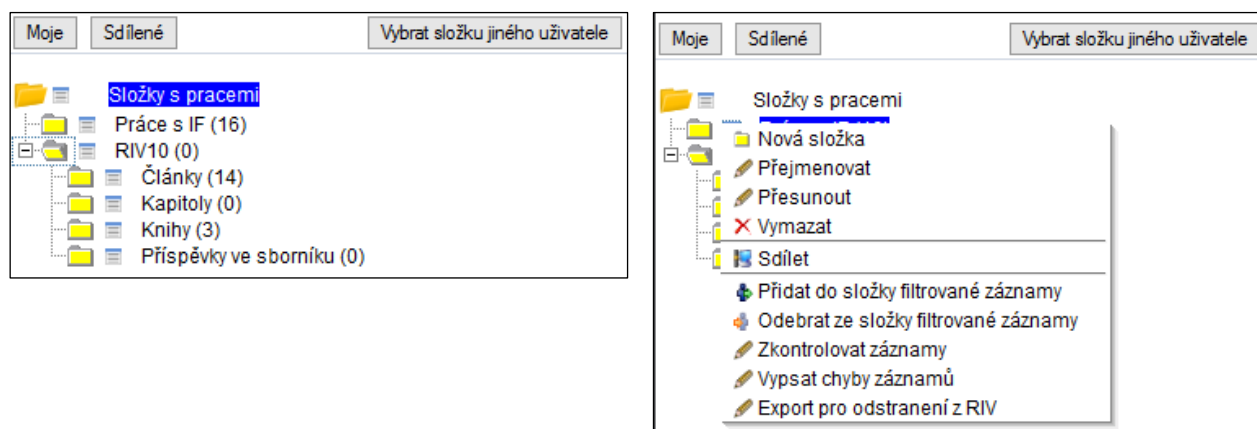 Moje Sdílené Vybrat složku jiného uživatele
Složky s pracemi
Práce s IF (16)
RIV10 (0)
Články (14)
Kapitoly (0)
Knihy (3)
Příspěvky ve sborníku (0)
Moje Sdílené Vybrat složku jiného uživatele
Složky s pracemi
Nová složka
Přejmenovat
Přesunout
Vymazat
Sdílet
Přidat do složky filtrované záznamy
Odebrat ze složky filtrované záznamy
Zkontrolovat záznamy
Vypsat chyby záznamů
Export pro odstranení z RIV